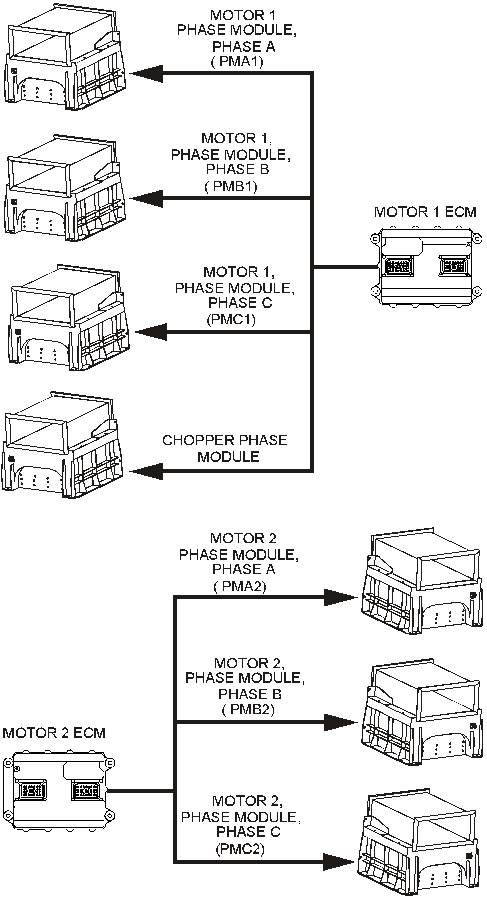 MOTOR 1
PHASE MODULE,
PHASE A
( PMA1)
MOTOR 1,
PHASE MODULE,
PHASE B
( PMB1)
MOTOR 1 ECM
MOTOR 1,
PHASE MODULE,
PHASE C
(PMC1)
CHOPPER PHASE
MODULE
MOTOR 2
PHASE MODULE,
PHASE A
( PMA2)
MOTOR 2,
PHASE MODULE,
PHASE B
( PMB2)
MOTOR 2 ECM
MOTOR 2,
PHASE MODULE,
PHASE C
(PMC2)